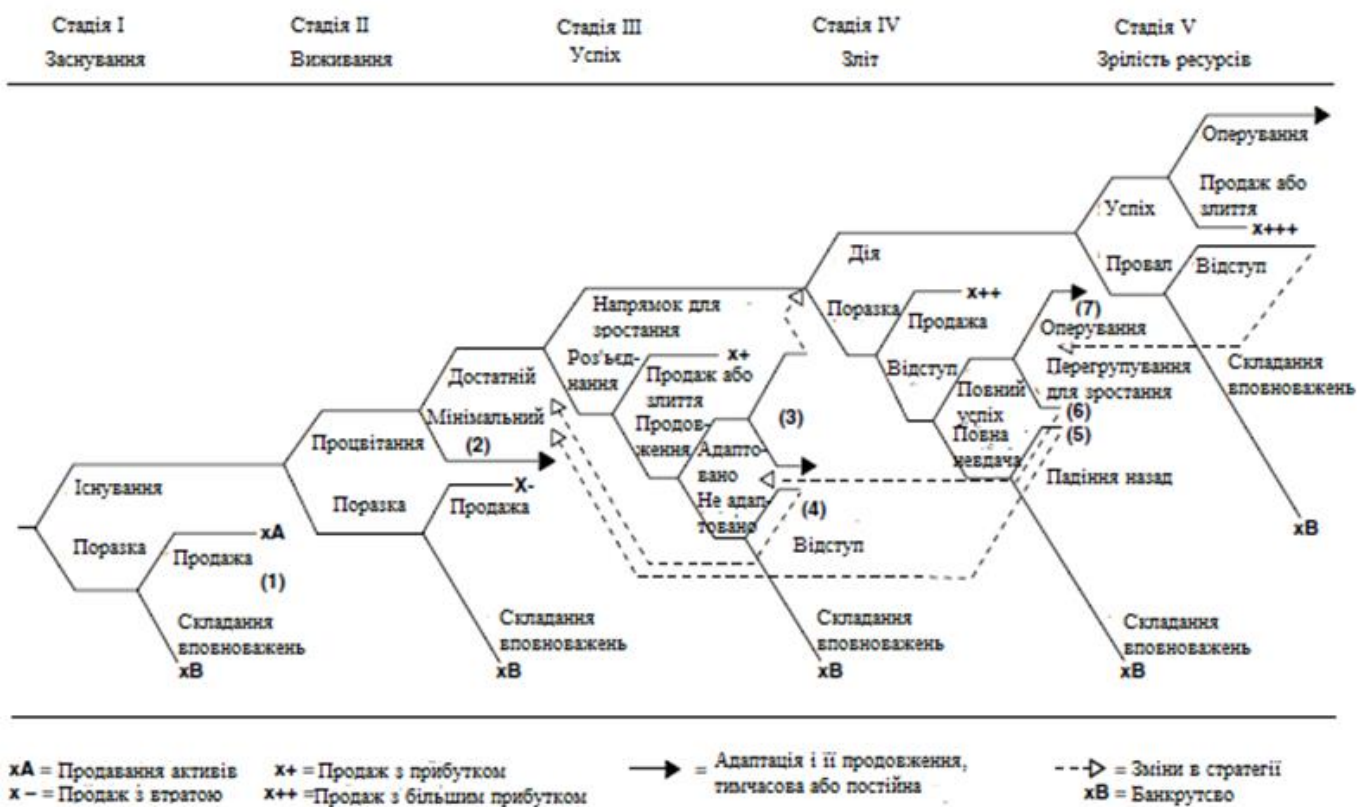 Стадія I
Стадія II
Стадія III
Стадія IV
Стадія V
Заснування
Виживання
Успіх
Зліт
Зрілість ресурсів
Оперування
Продаж або
злиття
x+++
Успіх
Провал
Відступ
Складання
вповноважень
xB
Дія
Поразка
x++
Продажа
Відступ
(7)
Оперування
Перегрупування
для зростання
Повний
успіх
(6)
(5)
Повна
невдача
Падіння назад
Складання
вповноважень
xB
Напрямок для
зростання
Роз'єд-
нання
x+
Продаж або
злиття
Продов-
ження
(3)
Адапто-
вано
Не адап-
товано
(4)
Відступ
Складання
вповноважень
xB
Достатній
Мінімальний
(2)
Процвітання
Поразка
X-
Продажа
Складання
вповноважень
xB
Існування
Поразка
xA
Продажа
(1)
Складання
вповноважень
xB
xA = Продавання активів
x – = Продаж з втратою
x+ = Продаж з прибутком
x++ =Продаж з більшим прибутком
= Адаптація і її продовження,
тимчасова або постійна
= Зміни в стратегії
xB = Банкрутсво